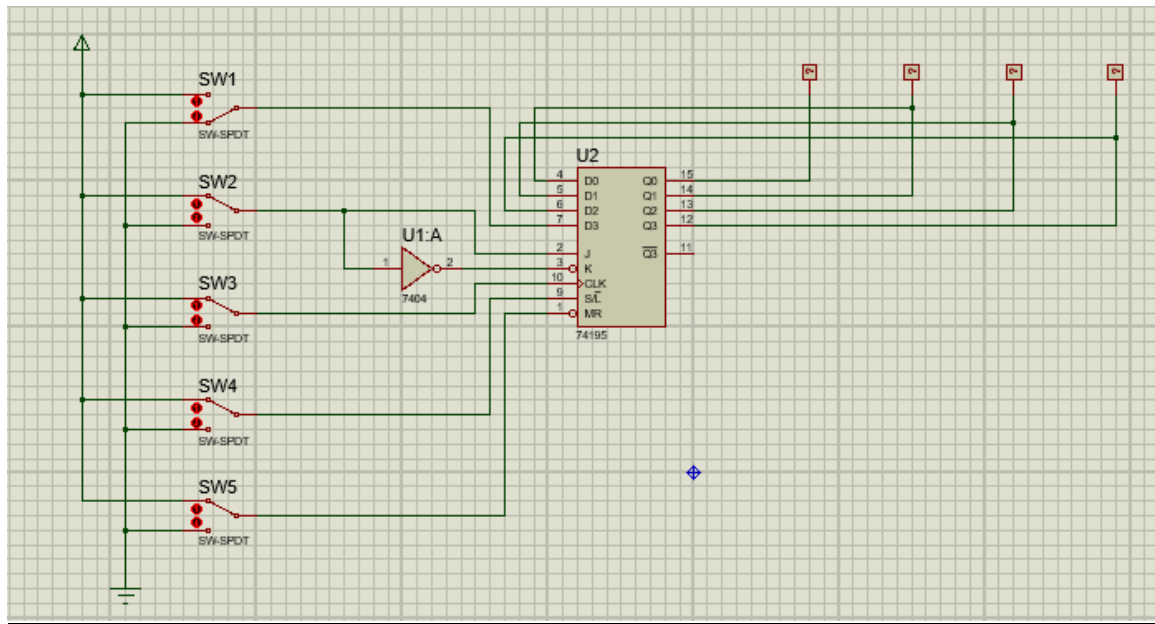 SW1
SW-SPDT
SW2
SW-SPDT
SW3
SW-SPDT
SW4
SW-SPDT
SW5
SW-SPDT
U1:A
1
2
7404
U2
4 D0 Q0 15
5 D1 Q1 14
6 D2 Q2 13
7 D3 Q3 12
2 J Q3 11
3 K
10 CLK
9 S/L
1 MR
74195
? ? ? ?